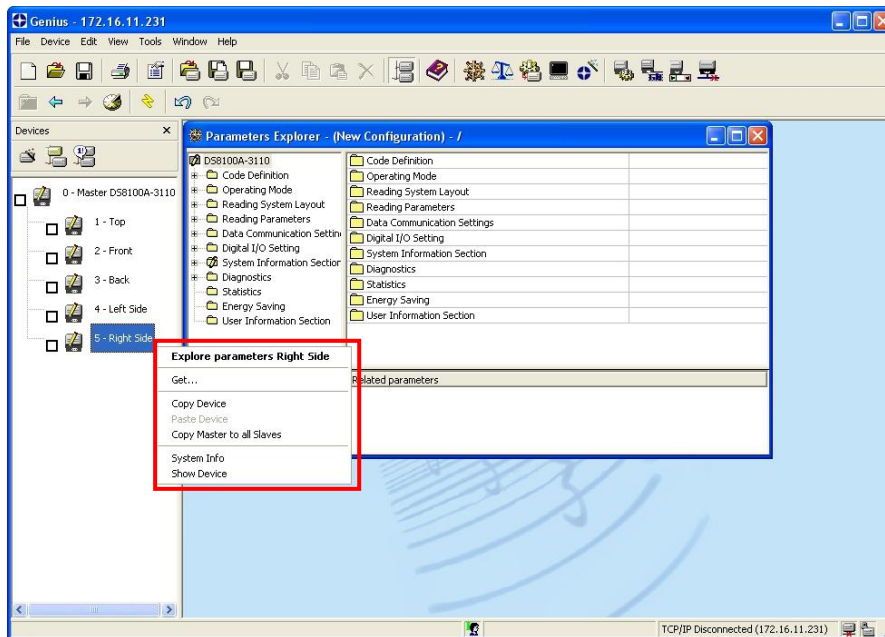 Genius - 172.16.11.231
File Device Edit View Tools Window Help
Devices
0 - Master DS8100A-3110
1 - Top
2 - Front
3 - Back
4 - Left Side
5 - Right Side
Parameters Explorer - (New Configuration) - /
DS8100A-3110
Code Definition
Operating Mode
Reading System Layout
Reading Parameters
Data Communication Settin
Digital I/O Setting
System Information Section
Diagnostics
Statistics
Energy Saving
User Information Section
Code Definition
Operating Mode
Reading System Layout
Reading Parameters
Data Communication Settings
Digital I/O Setting
System Information Section
Diagnostics
Statistics
Energy Saving
User Information Section
Related parameters
Explore parameters Right Side
Get...
Copy Device
Paste Device
Copy Master to all Slaves
System Info
Show Device
TCP/IP Disconnected (172.16.11.231)